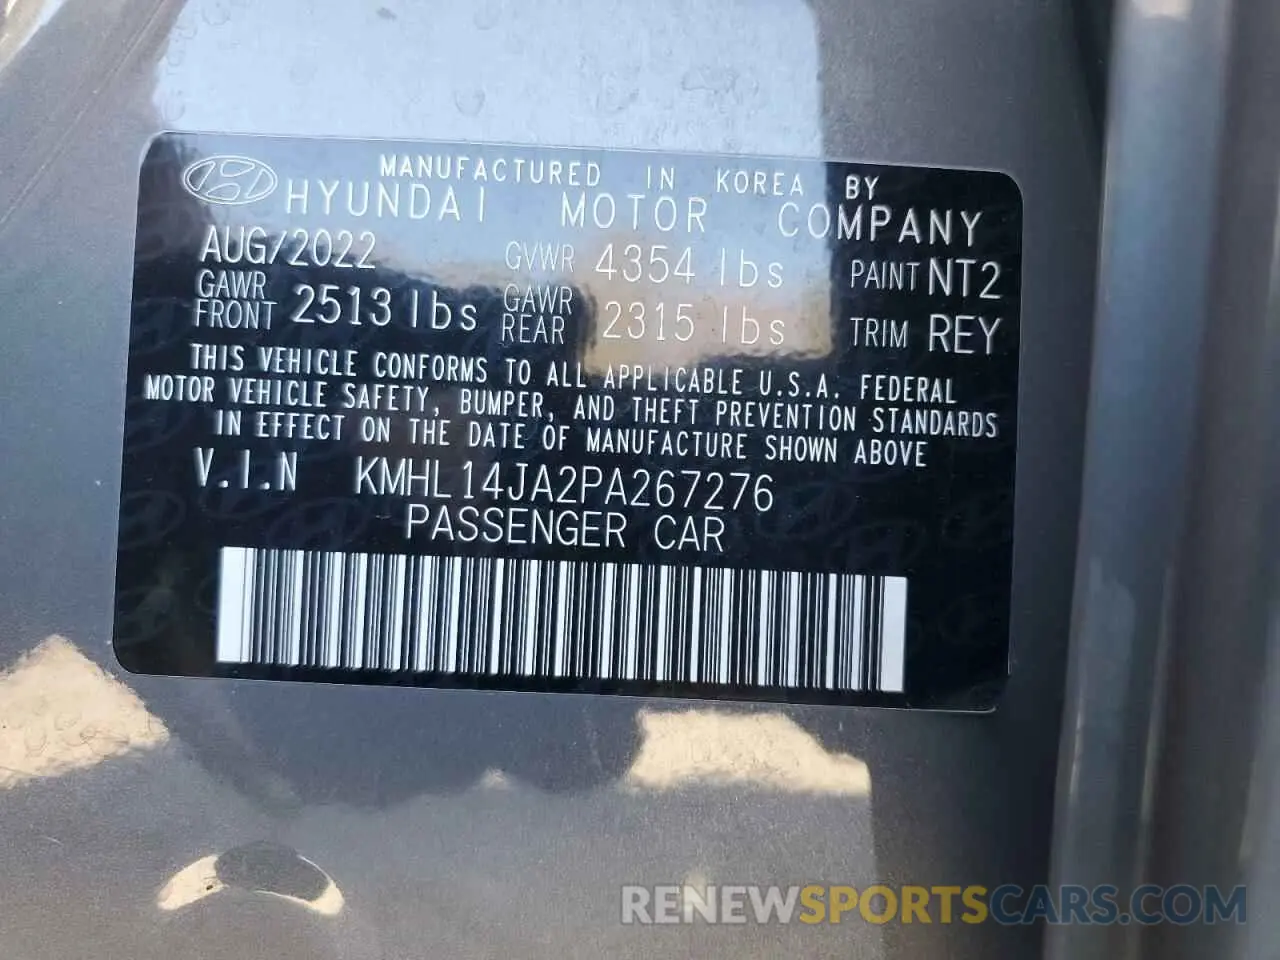 MANUFACTURED IN KOREA BY
HYUNDAI MOTOR COMPANY
AUG/2022 GVWR 4354 lbs PAINT NT2
GAWR FRONT 2513 lbs GAWR REAR 2315 lbs TRIM REY
THIS VEHICLE CONFORMS TO ALL APPLICABLE U.S.A. FEDERAL
MOTOR VEHICLE SAFETY, BUMPER, AND THEFT PREVENTION STANDARDS
IN EFFECT ON THE DATE OF MANUFACTURE SHOWN ABOVE
V.I.N KMHL14JA2PA267276
PASSENGER CAR
RENEWSPORTSCARS.COM